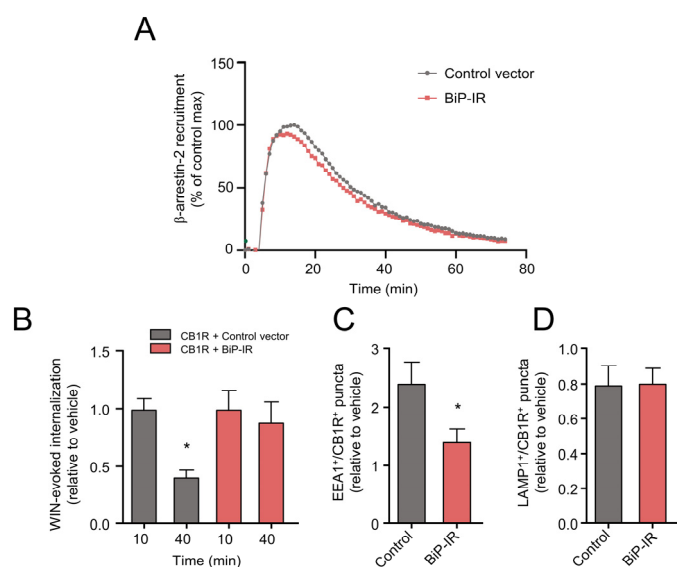 A
Control vector
BiP-IR
β-arrestin-2 recruitment
(% of control max)
150
100
50
0
0 20 40 60 80
Time (min)
B
CB1R + Control vector
CB1R + BiP-IR
WIN-evoked internalization
(relative to vehicle)
1.5
1.0
0.5
0.0
*
10 40 10 40
Time (min)
C
EEA1+/CB1R+ puncta
(relative to vehicle)
3
2
1
0
*
Control BiP-IR
D
LAMP1+/CB1R+ puncta
(relative to vehicle)
1.0
0.8
0.6
0.4
0.2
0.0
Control BiP-IR